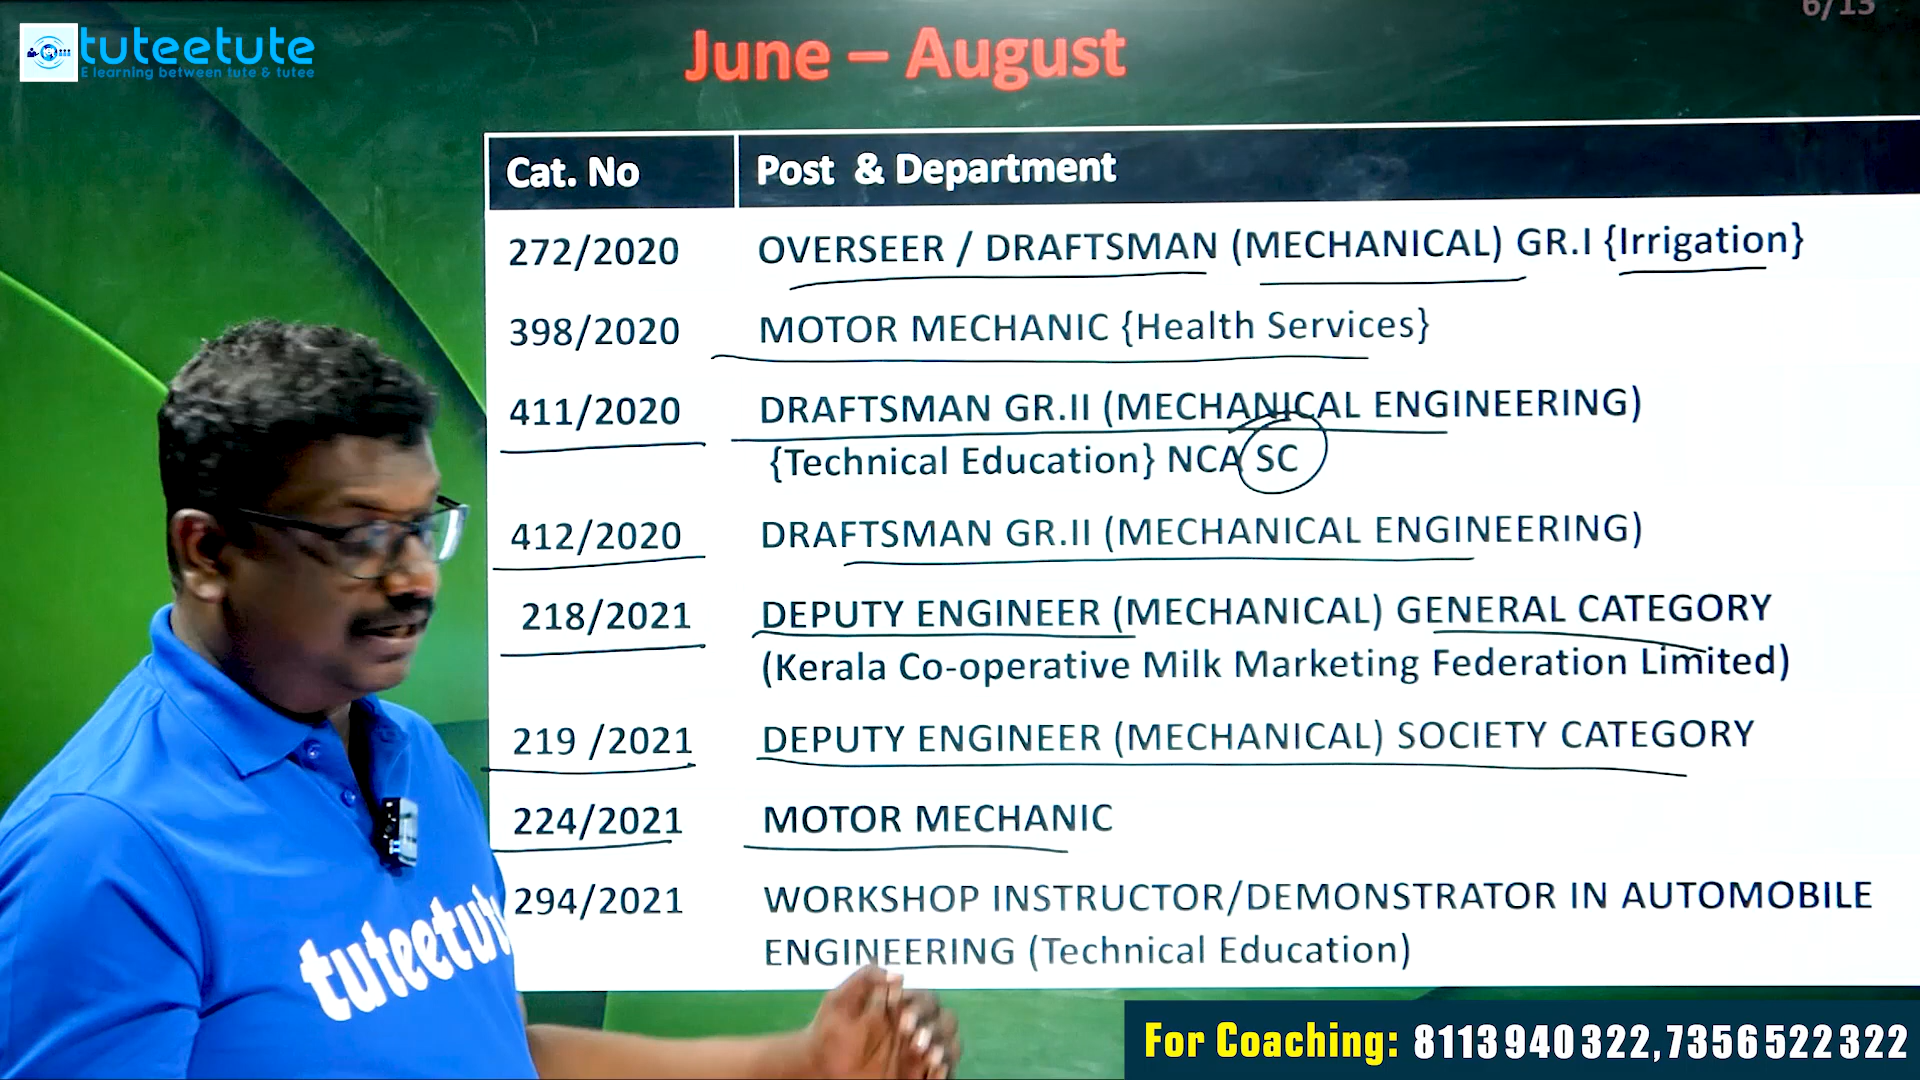 6/13
tuteetute
E learning between tute & tutee
June – August
Cat. No Post & Department
272/2020 OVERSEER / DRAFTSMAN (MECHANICAL) GR.I {Irrigation}
398/2020 MOTOR MECHANIC {Health Services}
411/2020 DRAFTSMAN GR.II (MECHANICAL ENGINEERING)
{Technical Education} NCA SC
412/2020 DRAFTSMAN GR.II (MECHANICAL ENGINEERING)
218/2021 DEPUTY ENGINEER (MECHANICAL) GENERAL CATEGORY
(Kerala Co-operative Milk Marketing Federation Limited)
219 /2021 DEPUTY ENGINEER (MECHANICAL) SOCIETY CATEGORY
224/2021 MOTOR MECHANIC
294/2021 WORKSHOP INSTRUCTOR/DEMONSTRATOR IN AUTOMOBILE
ENGINEERING (Technical Education)
tuteetute
For Coaching: 8113940322,7356522322